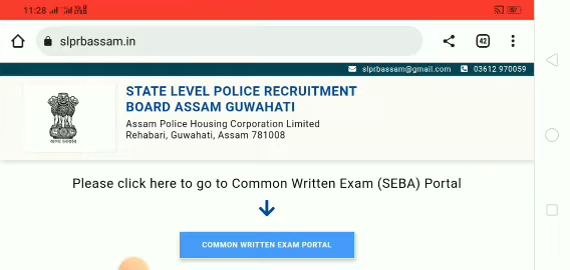 11:28
slprbassam.in
42
slprbassam@gmail.com 03612 970059
STATE LEVEL POLICE RECRUITMENT
BOARD ASSAM GUWAHATI
Assam Police Housing Corporation Limited
Rehabari, Guwahati, Assam 781008
Please click here to go to Common Written Exam (SEBA) Portal
COMMON WRITTEN EXAM PORTAL